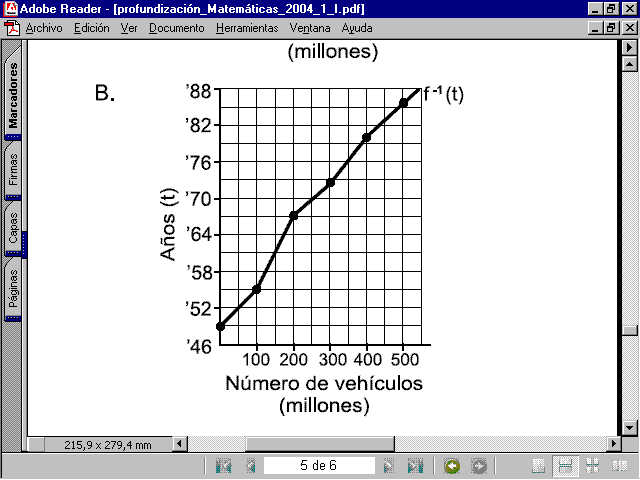 Adobe Reader - [profundización_Matemáticas_2004_1_I.pdf]
Archivo Edición Ver Documento Herramientas Ventana Ayuda
Marcadores
Firmas
Capas
Páginas
(millones)
B.
f⁻¹(t)
Años (t)
'88
'82
'76
'70
'64
'58
'52
'46
100 200 300 400 500
Número de vehículos
(millones)
215,9 x 279,4 mm
5 de 6